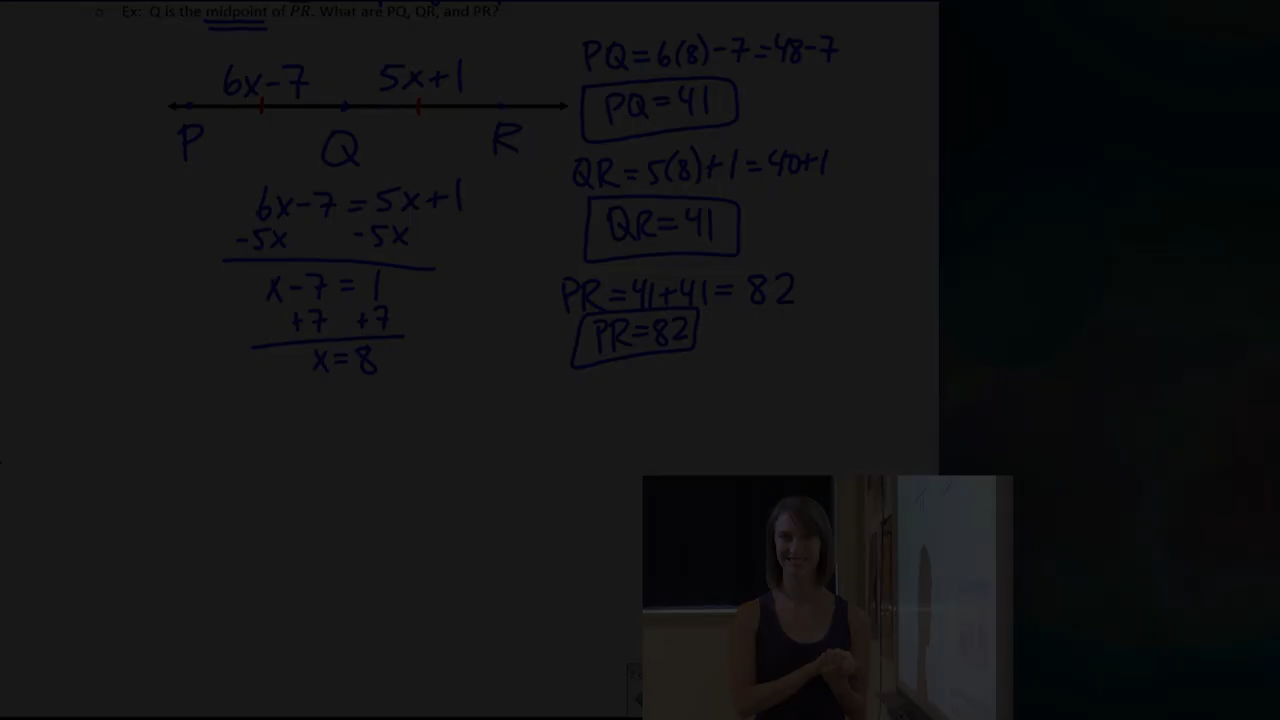 o Ex: Q is the midpoint of PR. What are PQ, QR, and PR?
6x-7 5x+1
P Q R
6x-7=5x+1
-5x -5x
x-7=1
+7 +7
x=8
PQ=6(8)-7=48-7
PQ=41
QR=5(8)+1=40+1
QR=41
PR=41+41=82
PR=82